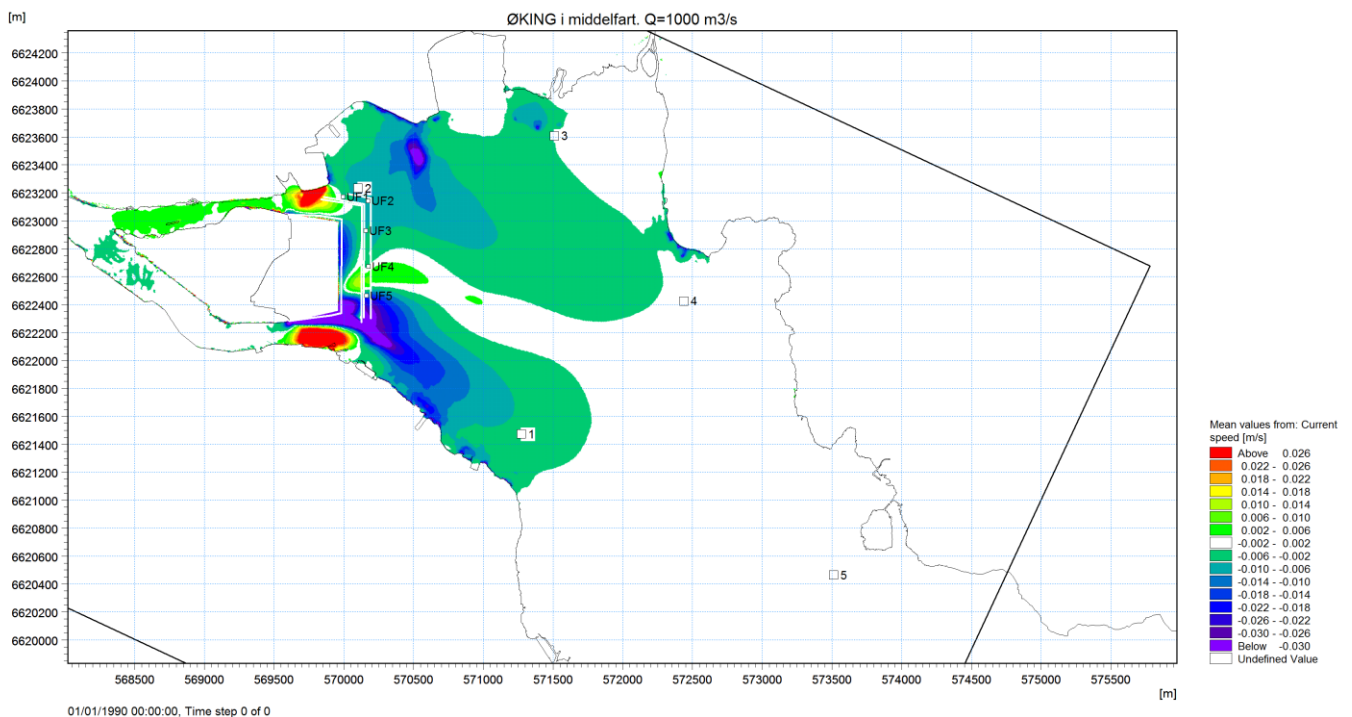 [m]
ØKING i middelfart. Q=1000 m3/s
6624200
6624000
6623800
6623600
6623400
6623200
6623000
6622800
6622600
6622400
6622200
6622000
6621800
6621600
6621400
6621200
6621000
6620800
6620600
6620400
6620200
6620000
3
2
UF1
UF2
UF3
UF4
UF5
4
1
5
568500 569000 569500 570000 570500 571000 571500 572000 572500 573000 573500 574000 574500 575000 575500
[m]
01/01/1990 00:00:00, Time step 0 of 0
Mean values from: Current
speed [m/s]
Above 0.026
0.022 - 0.026
0.018 - 0.022
0.014 - 0.018
0.010 - 0.014
0.006 - 0.010
0.002 - 0.006
-0.002 - 0.002
-0.006 - -0.002
-0.010 - -0.006
-0.014 - -0.010
-0.018 - -0.014
-0.022 - -0.018
-0.026 - -0.022
-0.030 - -0.026
Below -0.030
Undefined Value